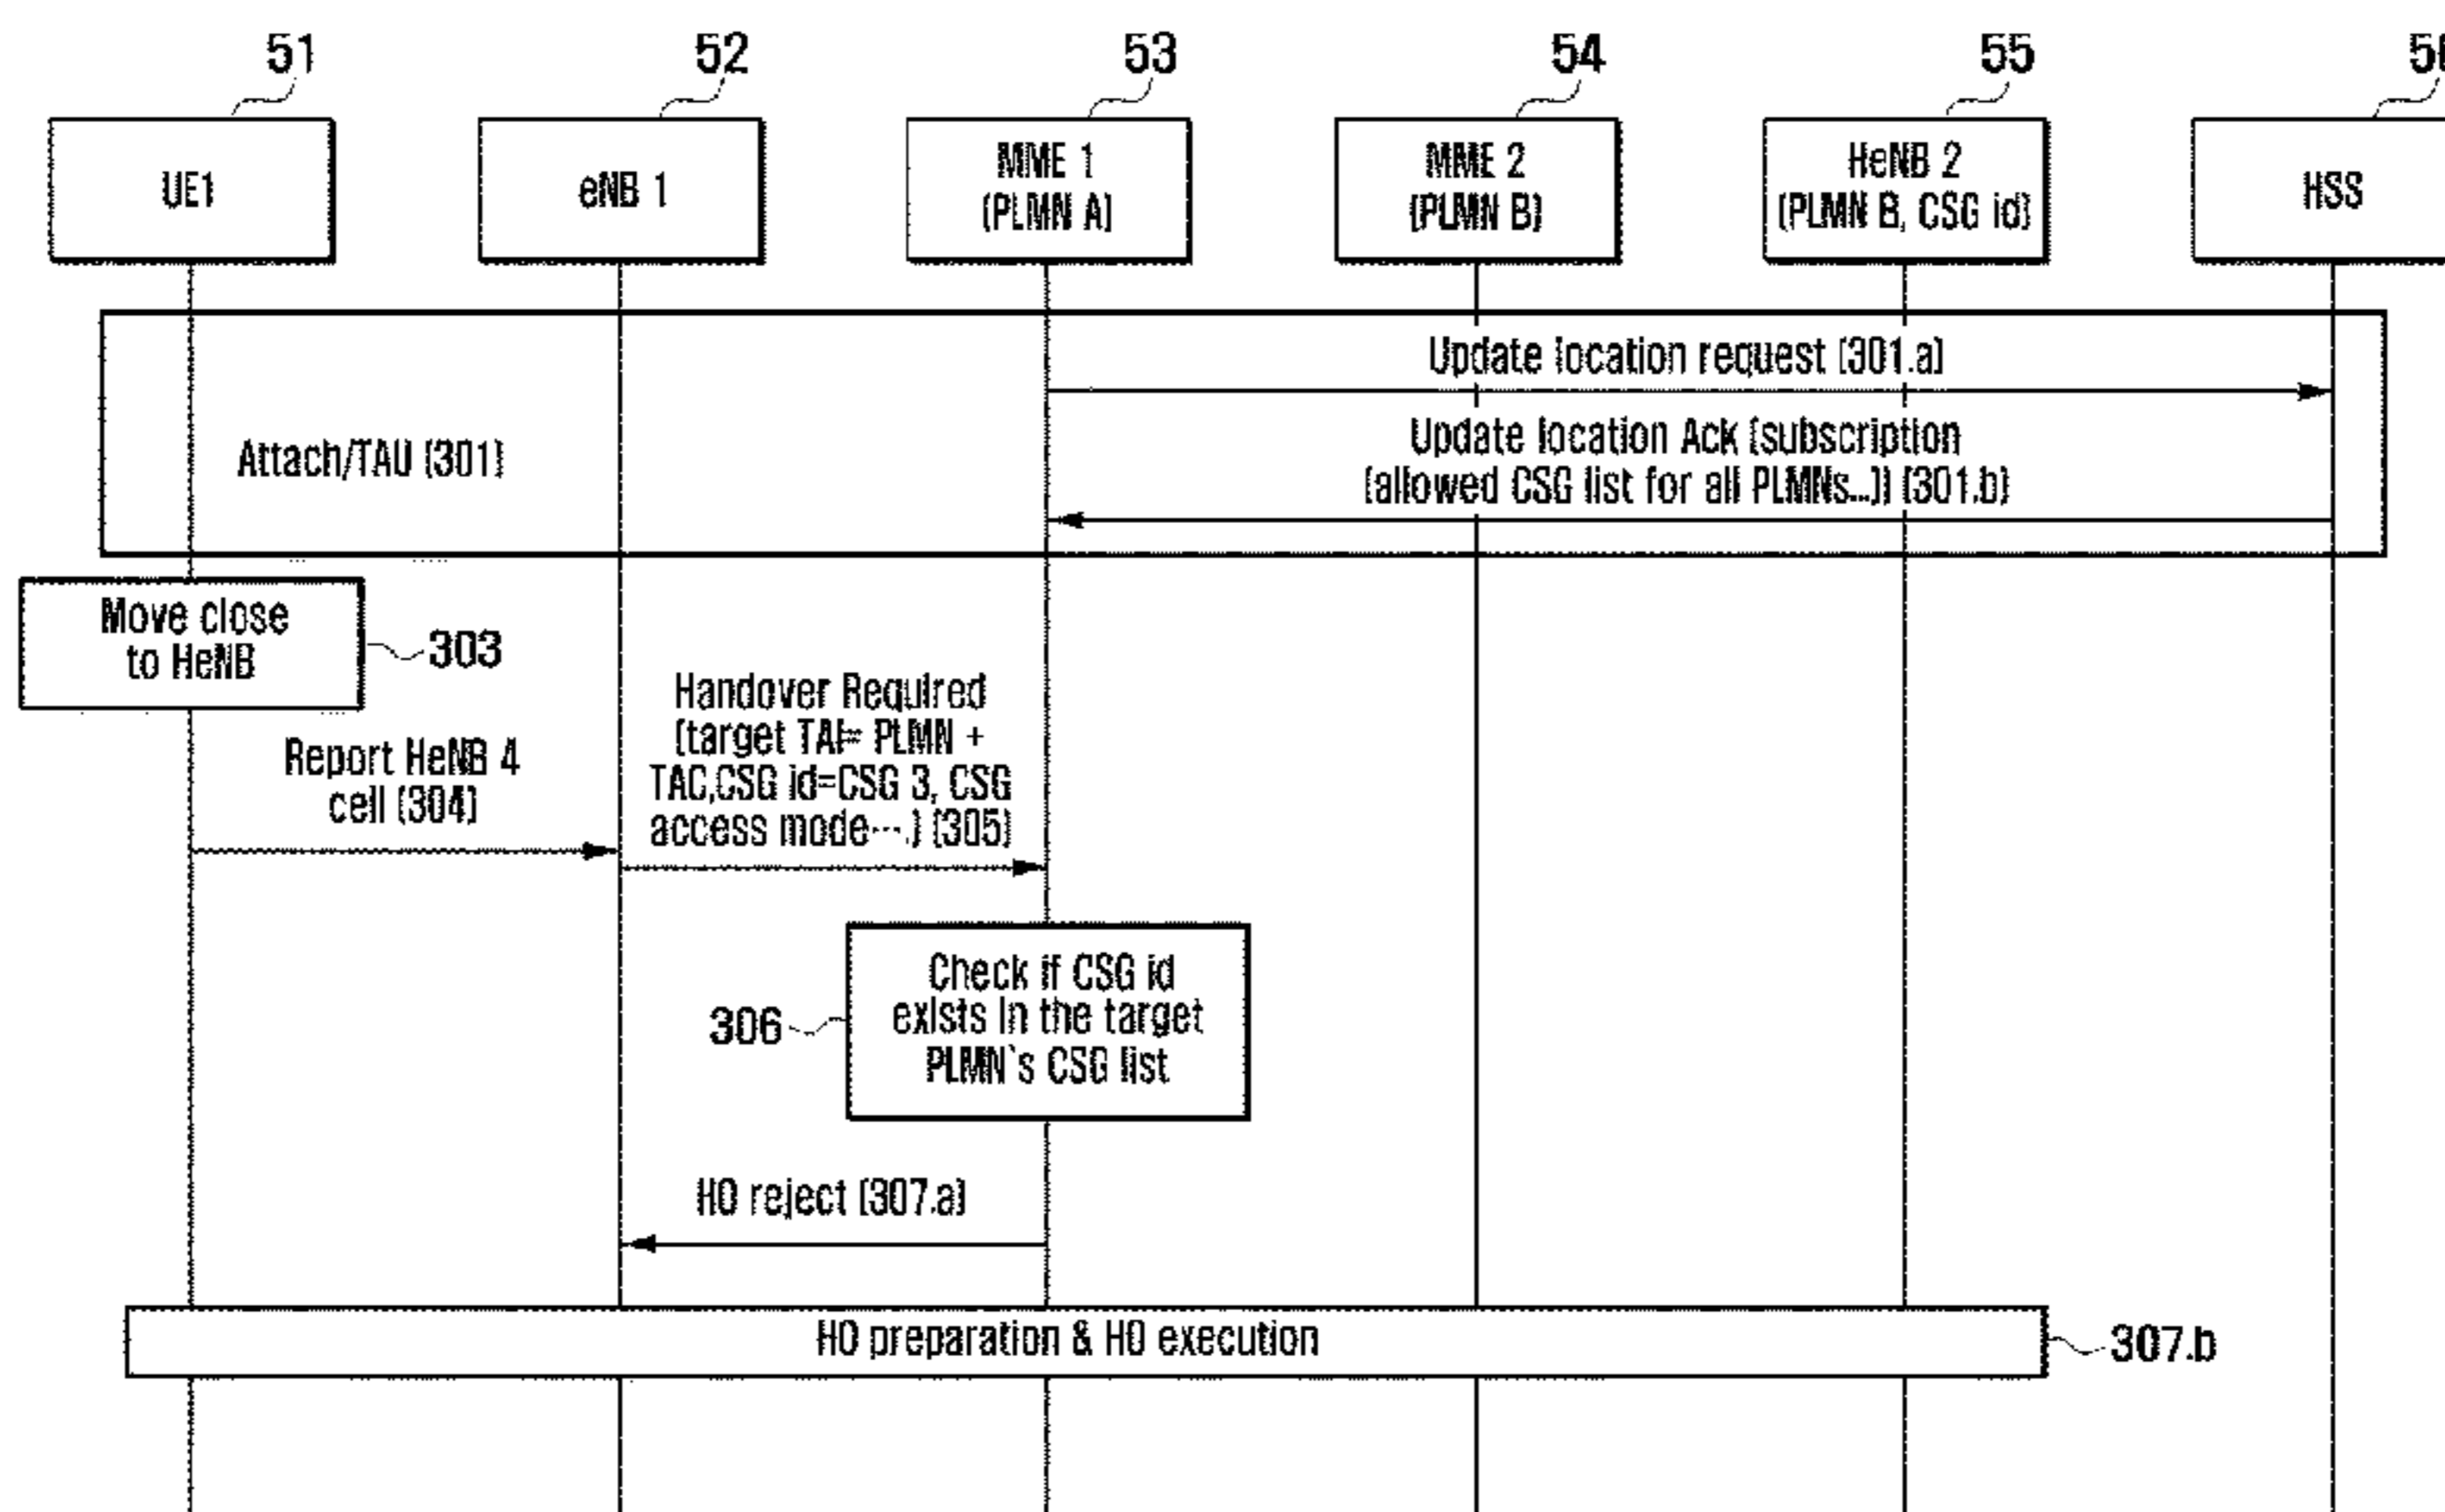 51
52
53
54
55
UE1
eNB 1
MME 1
(PLMN A)
MME 2
(PLMN B)
HeNB 2
(PLMN B, CSG id)
HSS
Update location request (301.a)
Attach/TAU (301)
Update location Ack (subscription
(allowed CSG list for all PLMNs...)) (301.b)
Move close
to HeNB
303
Report HeNB 4
cell (304)
Handover Required
(target TAI= PLMN +
TAC,CSG id=CSG 3, CSG
access mode....) (305)
306
Check if CSG id
exists in the target
PLMN`s CSG list
HO reject (307.a)
HO preparation & HO execution
307.b